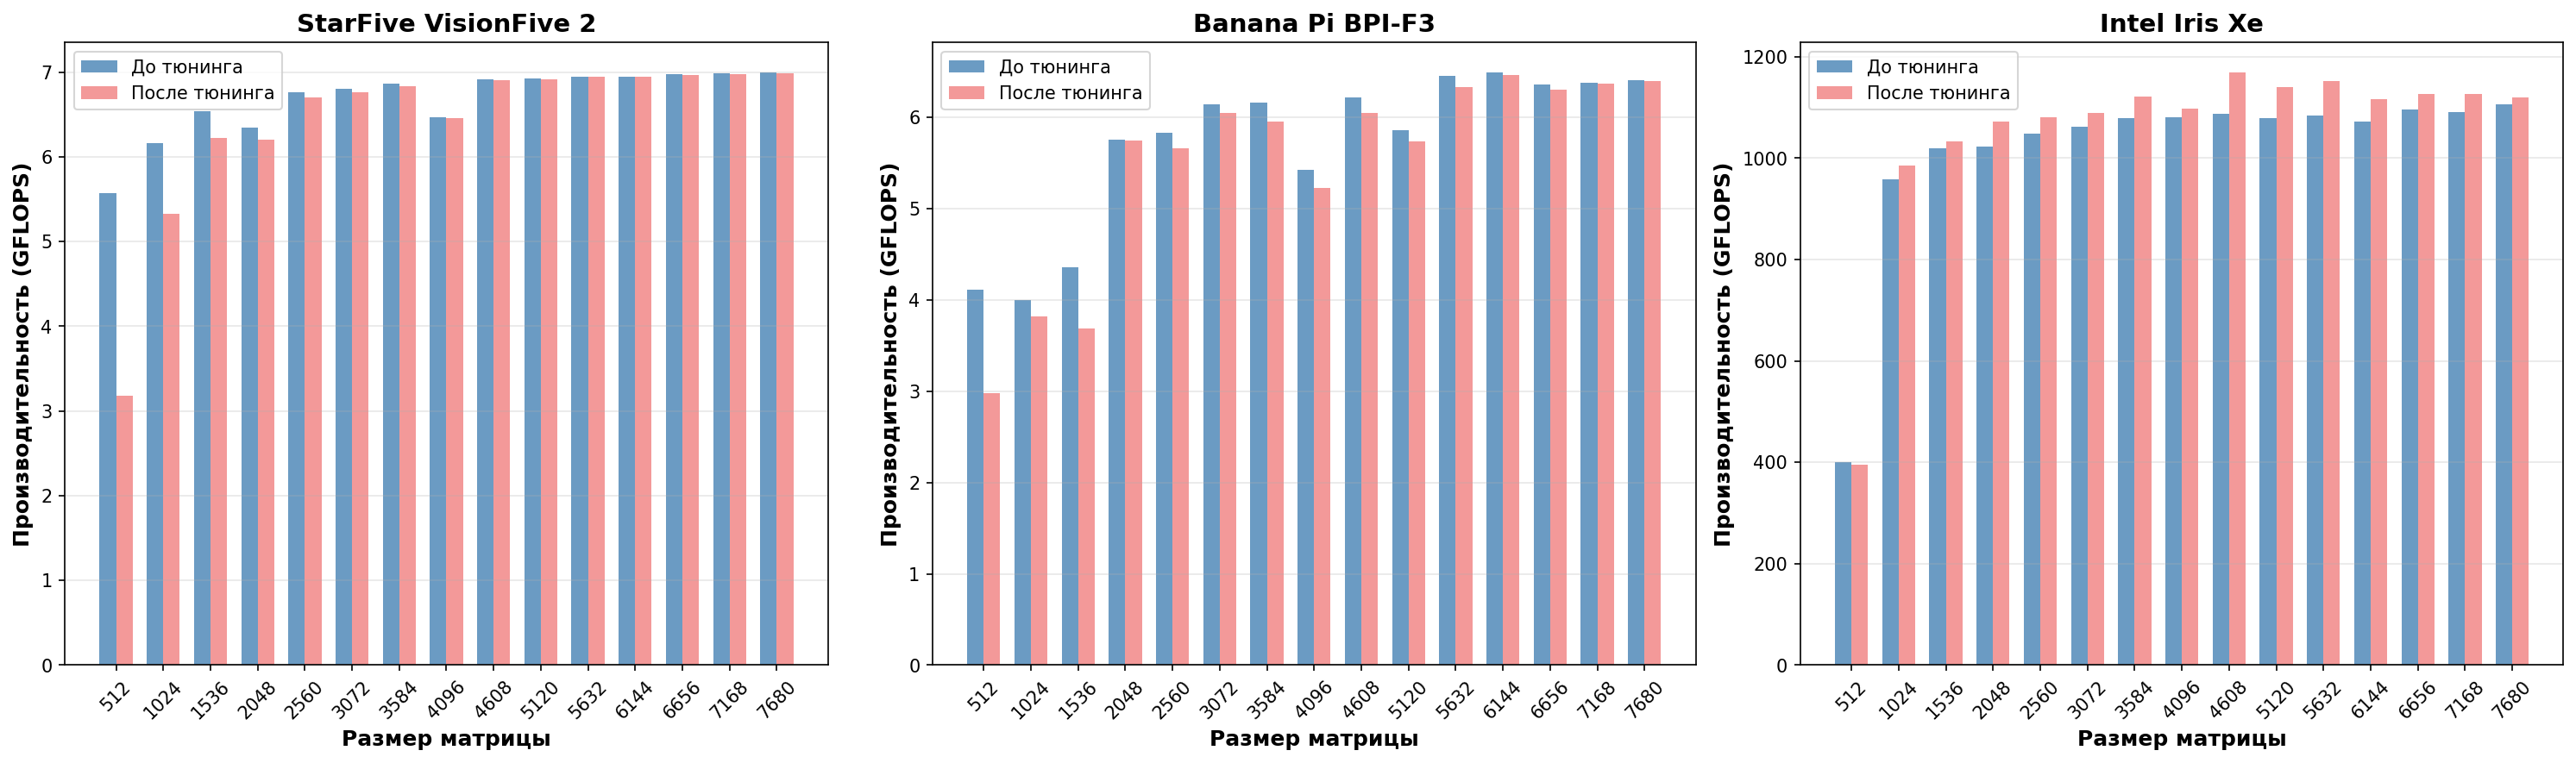 StarFive VisionFive 2
До тюнинга
После тюнинга
Производительность (GFLOPS)
7
6
5
4
3
2
1
0
512 1024 1536 2048 2560 3072 3584 4096 4608 5120 5632 6144 6656 7168 7680
Размер матрицы
Banana Pi BPI-F3
До тюнинга
После тюнинга
Производительность (GFLOPS)
6
5
4
3
2
1
0
512 1024 1536 2048 2560 3072 3584 4096 4608 5120 5632 6144 6656 7168 7680
Размер матрицы
Intel Iris Xe
До тюнинга
После тюнинга
Производительность (GFLOPS)
1200
1000
800
600
400
200
0
512 1024 1536 2048 2560 3072 3584 4096 4608 5120 5632 6144 6656 7168 7680
Размер матрицы